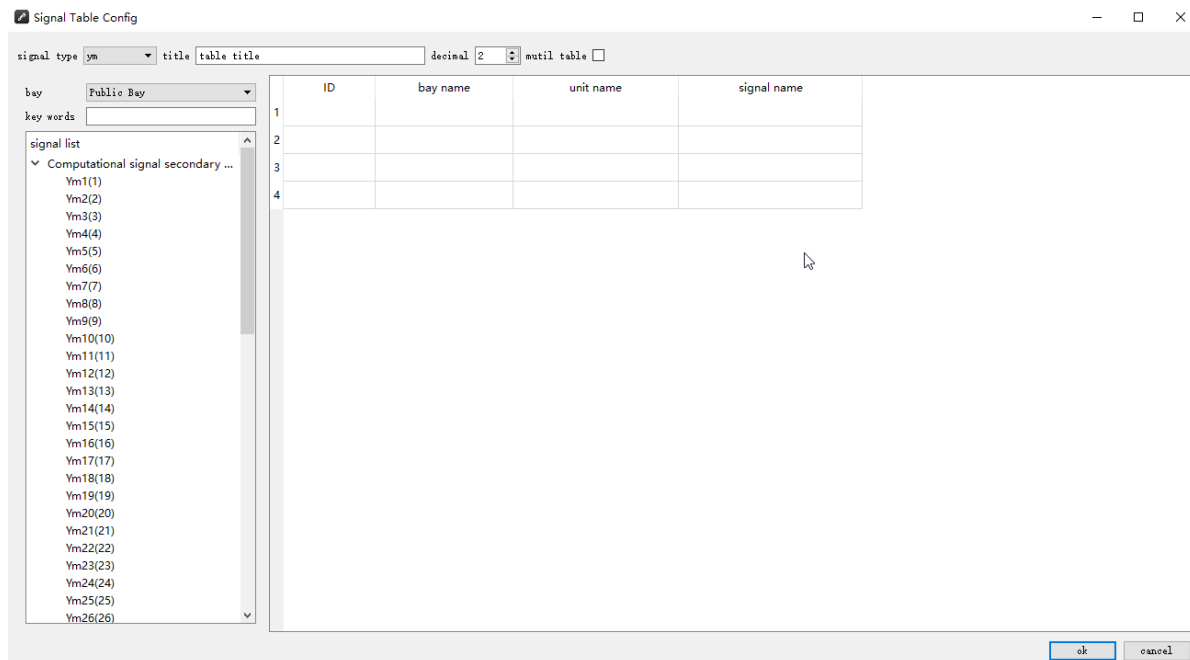 Signal Table Config
signal type ym title table title decimal 2 mutil table
bay Public Bay
key words
signal list
Computational signal secondary ...
Ym1(1)
Ym2(2)
Ym3(3)
Ym4(4)
Ym5(5)
Ym6(6)
Ym7(7)
Ym8(8)
Ym9(9)
Ym10(10)
Ym11(11)
Ym12(12)
Ym13(13)
Ym14(14)
Ym15(15)
Ym16(16)
Ym17(17)
Ym18(18)
Ym19(19)
Ym20(20)
Ym21(21)
Ym22(22)
Ym23(23)
Ym24(24)
Ym25(25)
Ym26(26)
ID bay name unit name signal name
1
2
3
4
ok cancel